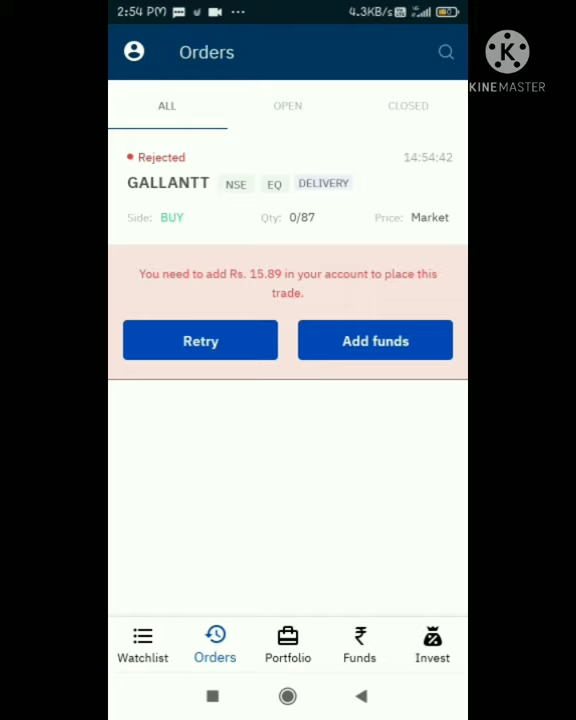 2:54 PM ... 4.3KB/s
Orders
K
KINEMASTER
ALL OPEN CLOSED
Rejected 14:54:42
GALLANTT NSE EQ DELIVERY
Side: BUY Qty: 0/87 Price: Market
You need to add Rs. 15.89 in your account to place this
trade.
Retry Add funds
Watchlist Orders Portfolio Funds Invest